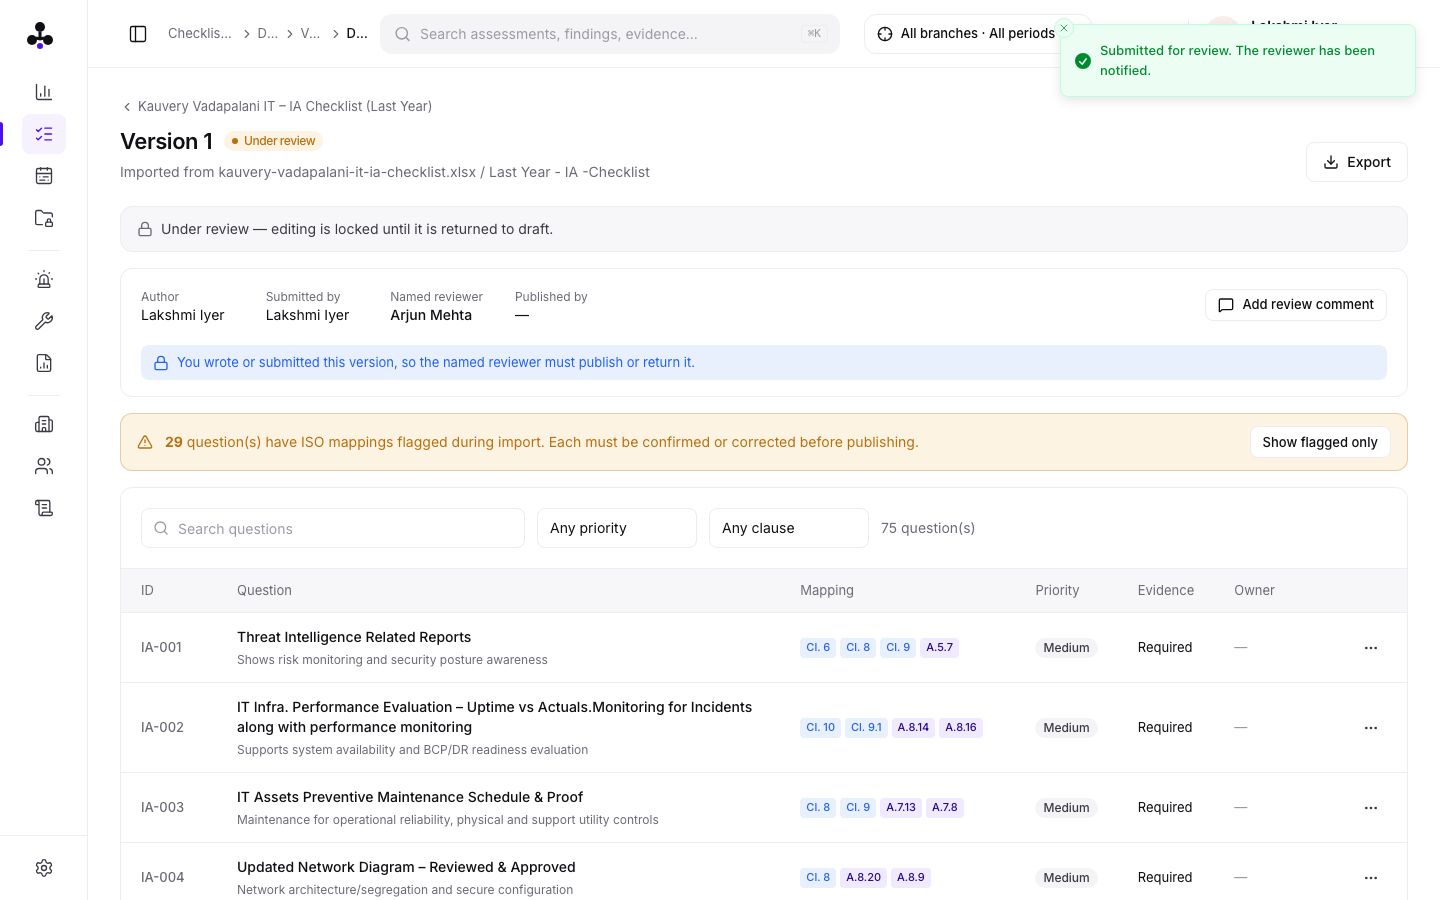 Checklis...
D...
V...
D...
Search assessments, findings, evidence...
⌘K
All branches · All periods
Submitted for review. The reviewer has been
notified.
Kauvery Vadapalani IT – IA Checklist (Last Year)
Version 1
Under review
Imported from kauvery-vadapalani-it-ia-checklist.xlsx / Last Year - IA -Checklist
Export
Under review — editing is locked until it is returned to draft.
Author
Submitted by
Named reviewer
Published by
Lakshmi Iyer
Lakshmi Iyer
Arjun Mehta
—
Add review comment
You wrote or submitted this version, so the named reviewer must publish or return it.
29 question(s) have ISO mappings flagged during import. Each must be confirmed or corrected before publishing.
Show flagged only
Search questions
Any priority
Any clause
75 question(s)
ID
Question
Mapping
Priority
Evidence
Owner
IA-001
Threat Intelligence Related Reports
Shows risk monitoring and security posture awareness
Cl. 6
Cl. 8
Cl. 9
A.5.7
Medium
Required
—
IA-002
IT Infra. Performance Evaluation – Uptime vs Actuals.Monitoring for Incidents
along with performance monitoring
Supports system availability and BCP/DR readiness evaluation
Cl. 10
Cl. 9.1
A.8.14
A.8.16
Medium
Required
—
IA-003
IT Assets Preventive Maintenance Schedule & Proof
Maintenance for operational reliability, physical and support utility controls
Cl. 8
Cl. 9
A.7.13
A.7.8
Medium
Required
—
IA-004
Updated Network Diagram – Reviewed & Approved
Network architecture/segregation and secure configuration
Cl. 8
A.8.20
A.8.9
Medium
Required
—